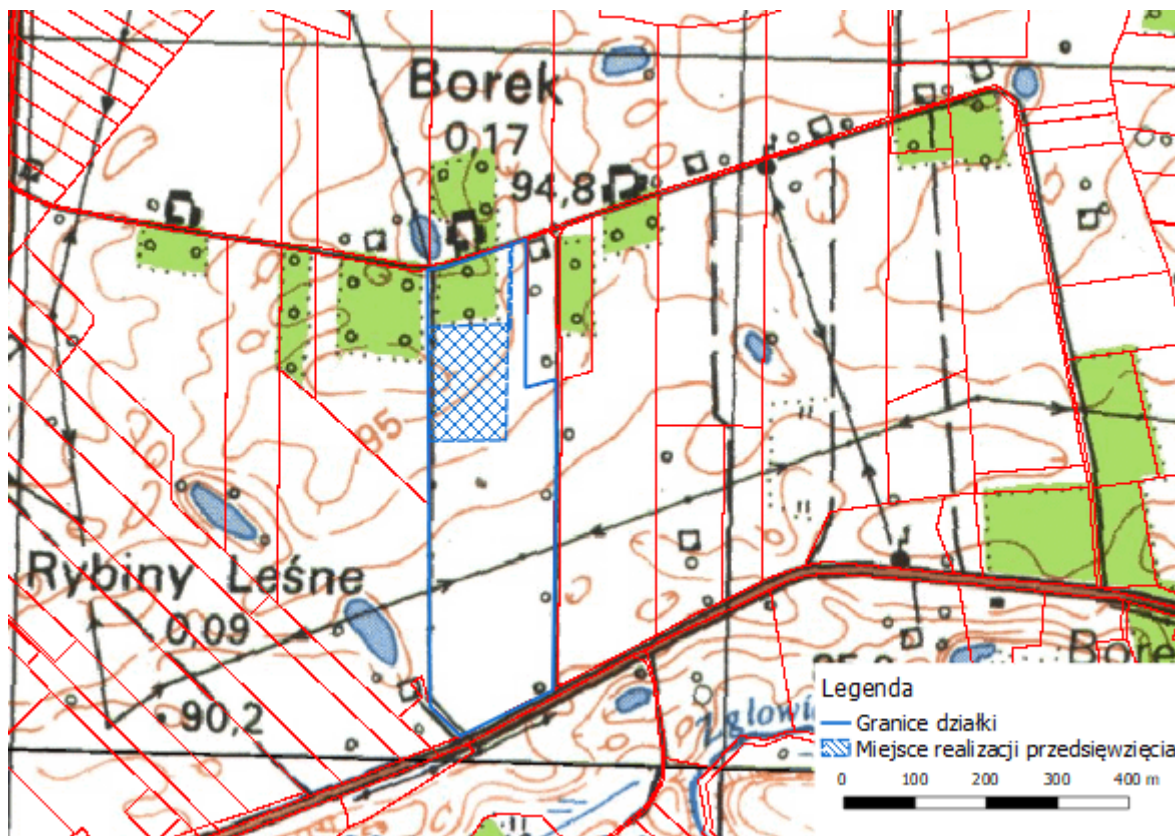 Borek
0,17
94,8
95
Rybiny Leśne
0,09
90,2
Legenda
Granice działki
Miejsce realizacji przedsięwzięcia
0 100 200 300 400 m